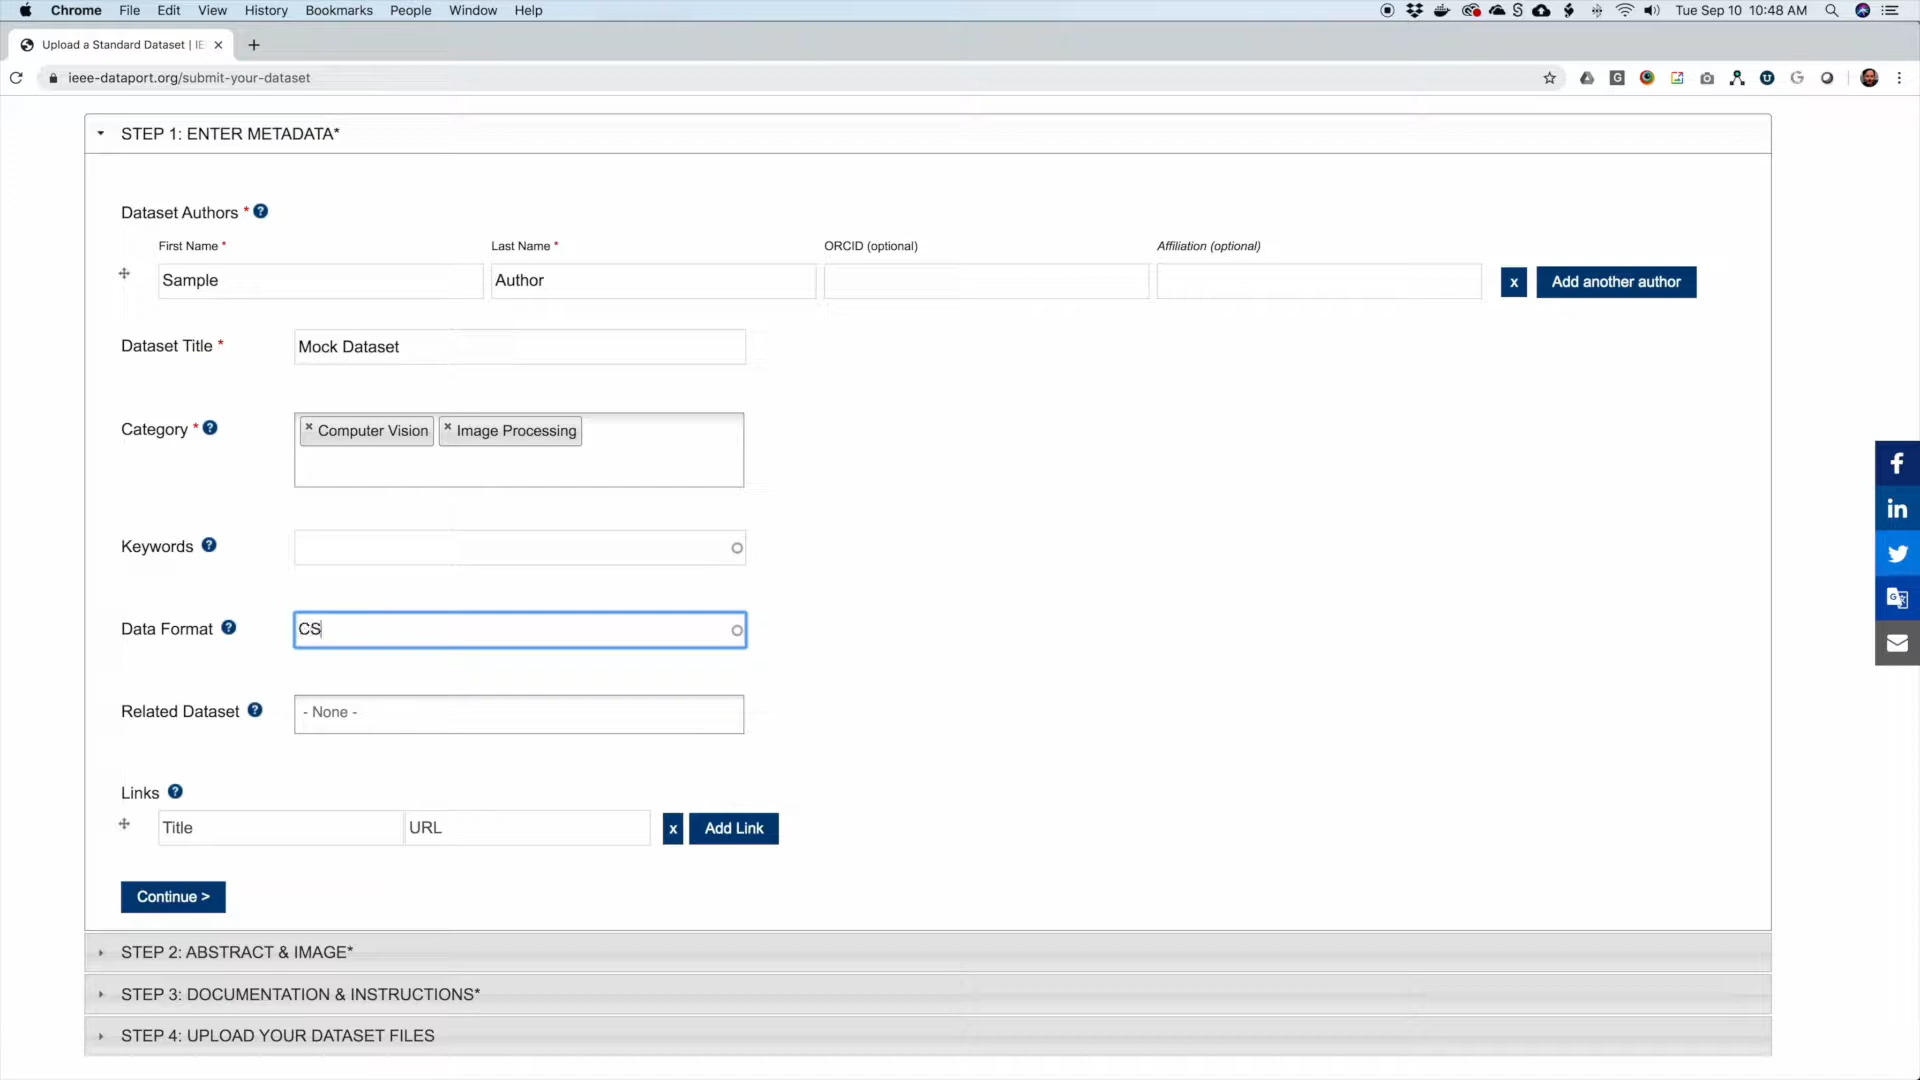 Chrome File Edit View History Bookmarks People Window Help Tue Sep 10 10:48 AM
Upload a Standard Dataset | IE
ieee-dataport.org/submit-your-dataset
STEP 1: ENTER METADATA*
Dataset Authors *
First Name * Last Name * ORCID (optional) Affiliation (optional)
Sample Author x Add another author
Dataset Title * Mock Dataset
Category * × Computer Vision × Image Processing
Keywords
Data Format CS
Related Dataset - None -
Links
Title URL x Add Link
Continue >
STEP 2: ABSTRACT & IMAGE*
STEP 3: DOCUMENTATION & INSTRUCTIONS*
STEP 4: UPLOAD YOUR DATASET FILES